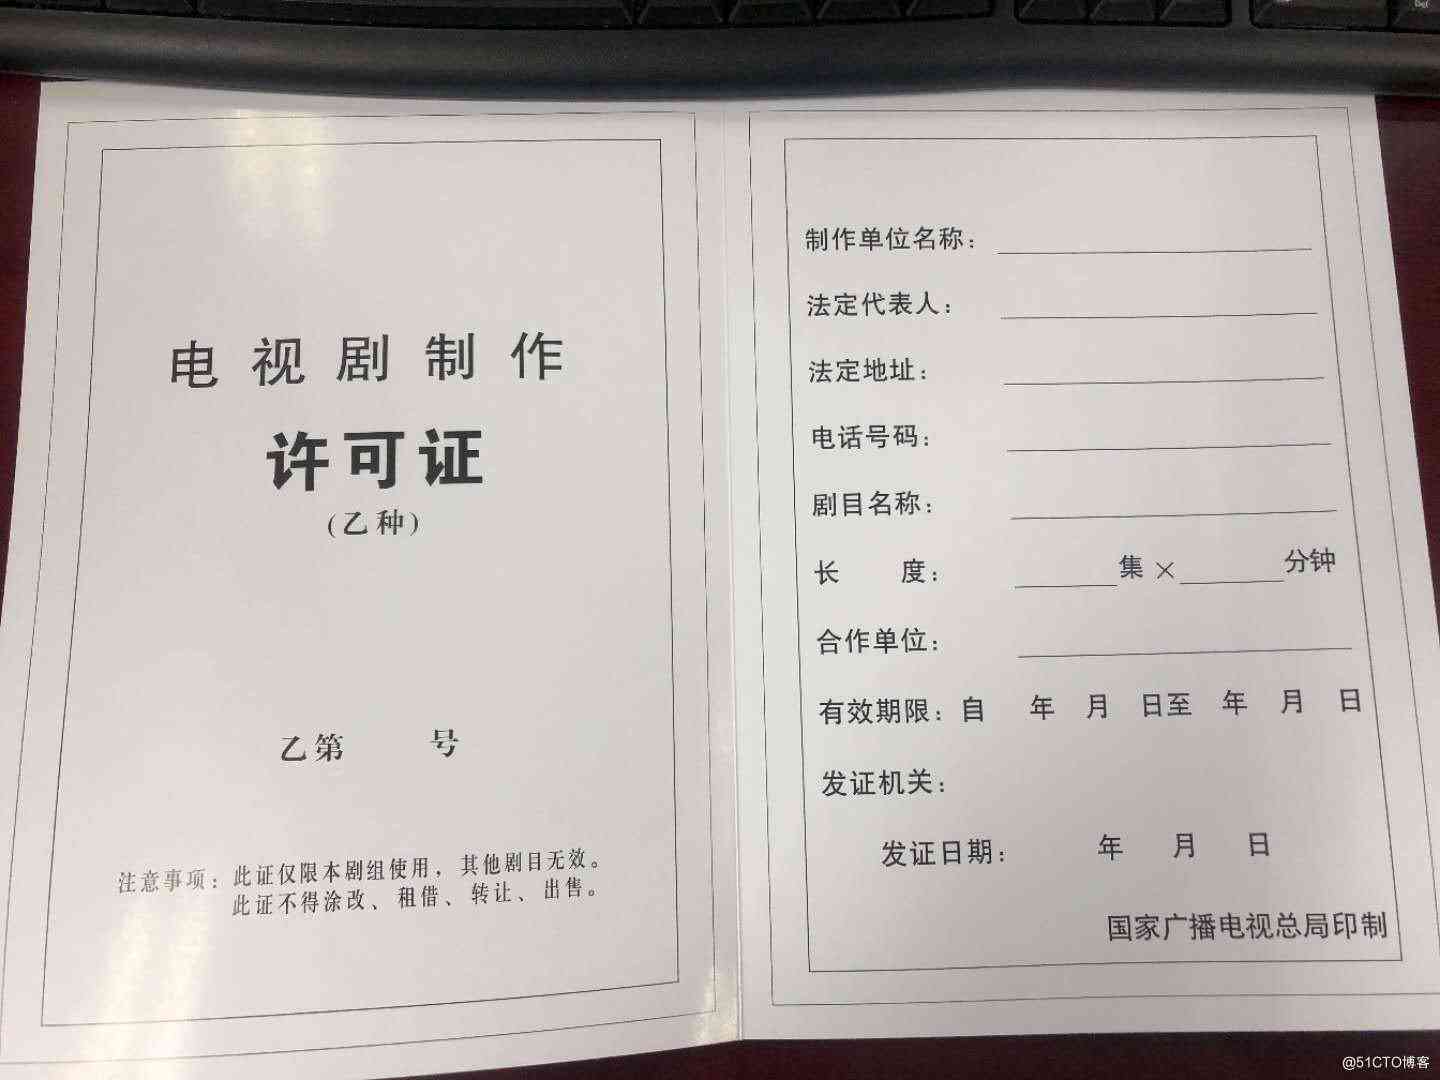 电视剧制作
许可证
(乙种)
乙第 号
注意事项：此证仅限本剧组使用，其他剧目无效。
此证不得涂改、租借、转让、出售。
制作单位名称：
法定代表人：
法定地址：
电话号码：
剧目名称：
长 度： 集× 分钟
合作单位：
有效期限：自 年 月 日至 年 月 日
发证机关：
发证日期： 年 月 日
国家广播电视总局印制
@51CTO博客